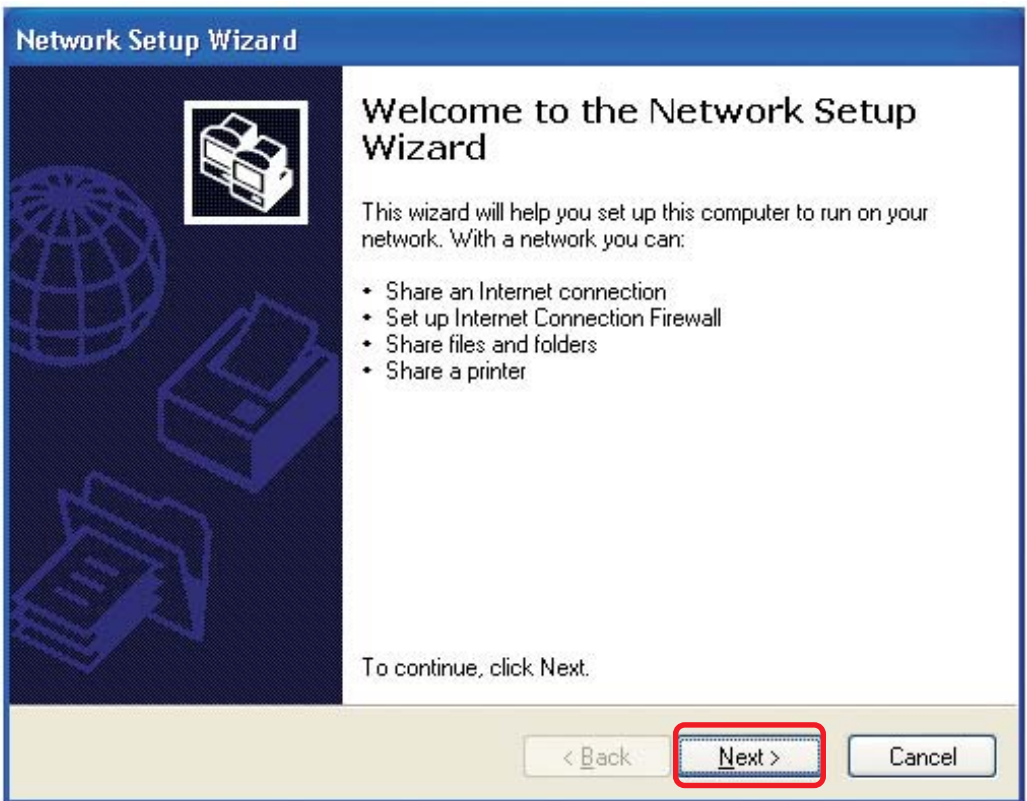 Network Setup Wizard
Welcome to the Network Setup
Wizard
This wizard will help you set up this computer to run on your
network. With a network you can:
• Share an Internet connection
• Set up Internet Connection Firewall
• Share files and folders
• Share a printer
To continue, click Next.
< Back
Next >
Cancel